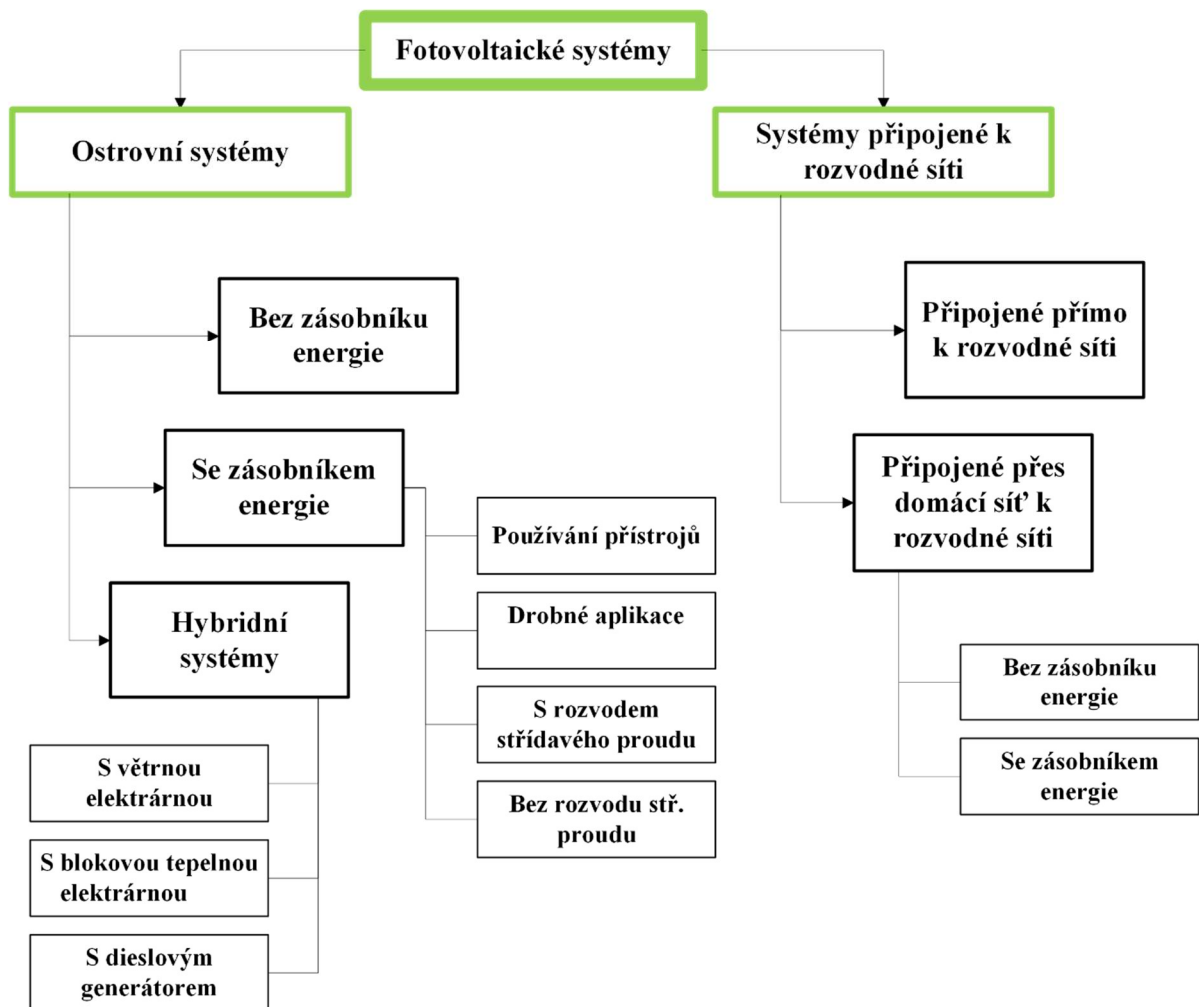 Fotovoltaické systémy
Ostrovní systémy
Systémy připojené k
rozvodné síti
Bez zásobníku
energie
Připojené přímo
k rozvodné síti
Se zásobníkem
energie
Připojené přes
domácí síť k
rozvodné síti
Používání přístrojů
Drobné aplikace
S rozvodem
střídavého proudu
Bez rozvodu stř.
proudu
Hybridní
systémy
S větrnou
elektrárnou
S blokovou tepelnou
elektrárnou
S dieslovým
generátorem
Bez zásobníku
energie
Se zásobníkem
energie